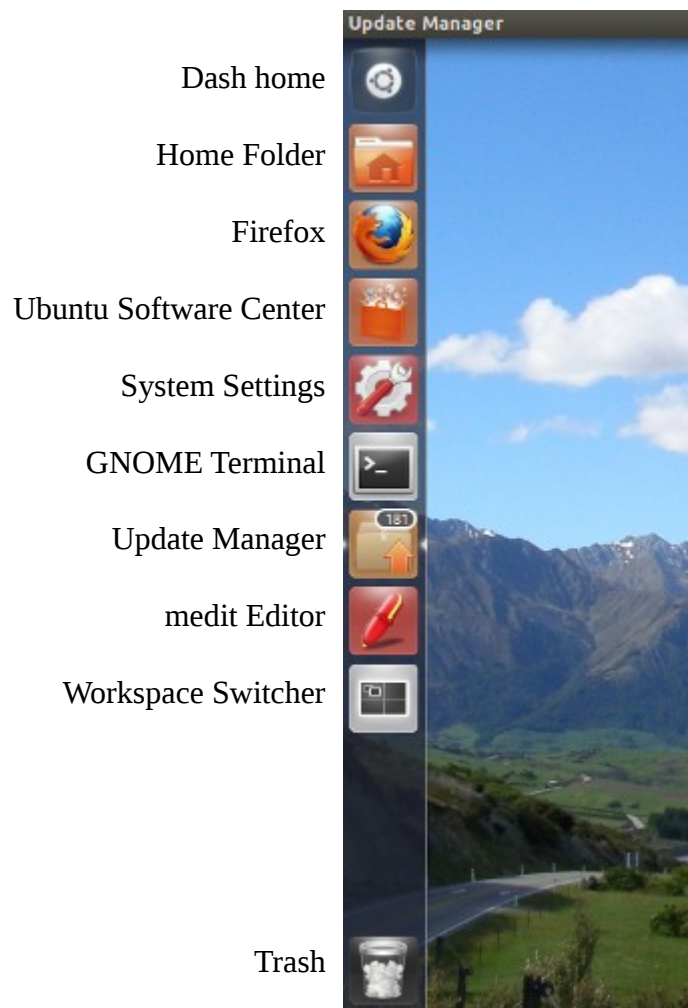 Update Manager
Dash home
Home Folder
Firefox
Ubuntu Software Center
System Settings
GNOME Terminal
>_
Update Manager
181
medit Editor
Workspace Switcher
Trash